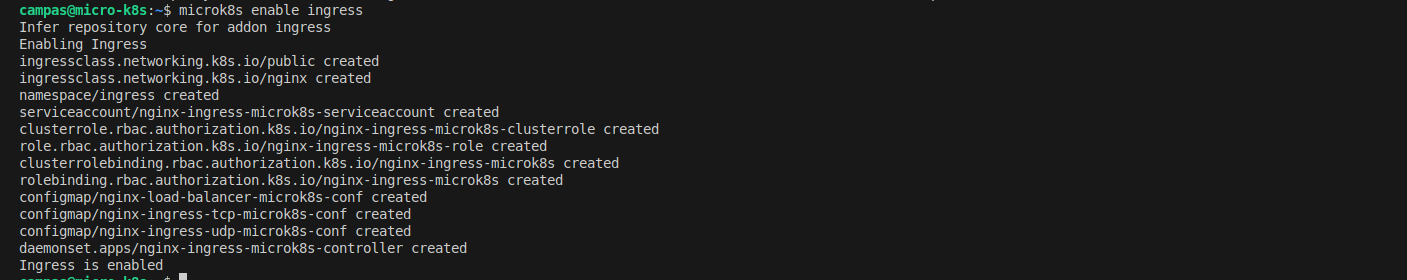 campas@micro-k8s:~$ microk8s enable ingress
Infer repository core for addon ingress
Enabling Ingress
ingressclass.networking.k8s.io/public created
ingressclass.networking.k8s.io/nginx created
namespace/ingress created
serviceaccount/nginx-ingress-microk8s-serviceaccount created
clusterrole.rbac.authorization.k8s.io/nginx-ingress-microk8s-clusterrole created
role.rbac.authorization.k8s.io/nginx-ingress-microk8s-role created
clusterrolebinding.rbac.authorization.k8s.io/nginx-ingress-microk8s created
rolebinding.rbac.authorization.k8s.io/nginx-ingress-microk8s created
configmap/nginx-load-balancer-microk8s-conf created
configmap/nginx-ingress-tcp-microk8s-conf created
configmap/nginx-ingress-udp-microk8s-conf created
daemonset.apps/nginx-ingress-microk8s-controller created
Ingress is enabled
campas@micro-k8s:~$